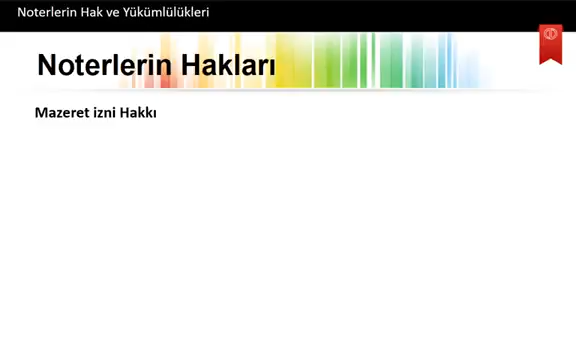 Noterlerin Hak ve Yükümlülükleri
Noterlerin Hakları
Mazeret izni Hakkı